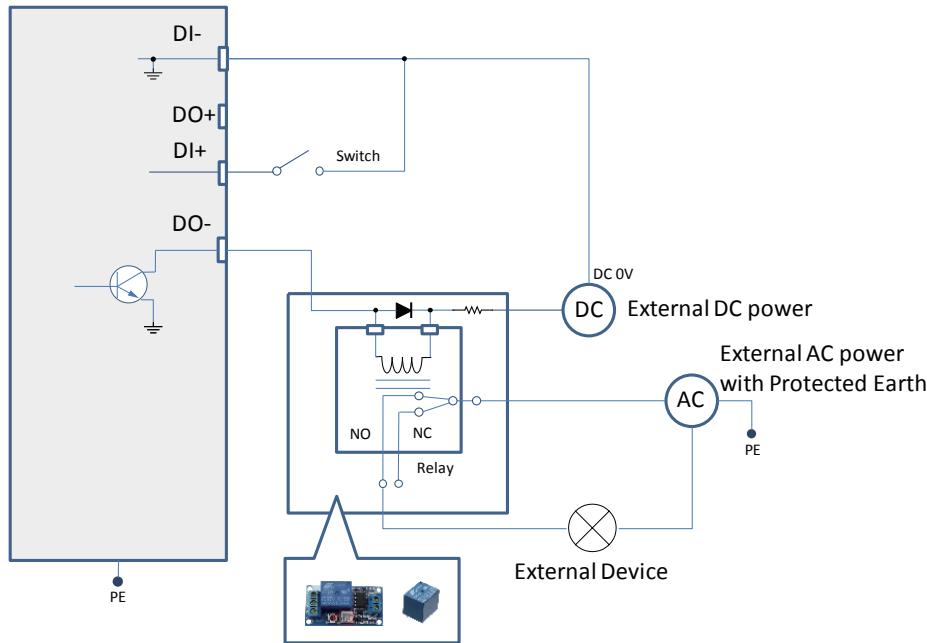 DI-
DO+
DI+
Switch
DO-
DC 0V
DC
External DC power
External AC power
with Protected Earth
AC
NO
NC
PE
Relay
External Device
PE